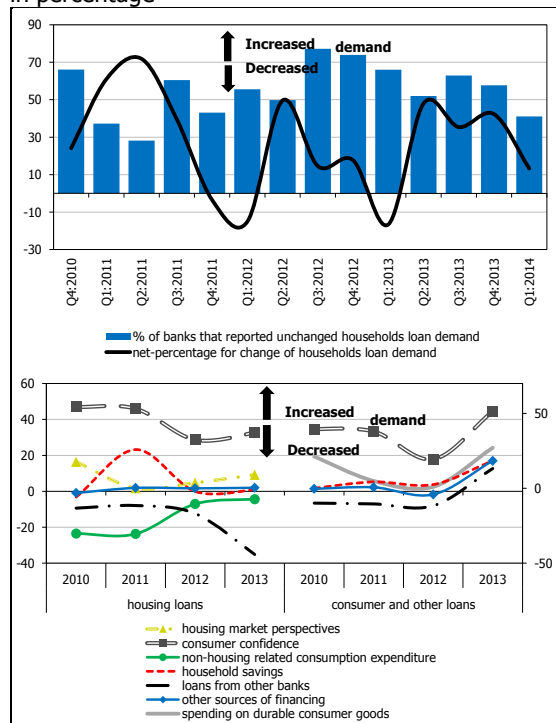 in percentage
90
70
50
30
10
-10
-30
Increased demand
Decreased
Q4:2010
Q1:2011
Q2:2011
Q3:2011
Q4:2011
Q1:2012
Q2:2012
Q3:2012
Q4:2012
Q1:2013
Q2:2013
Q3:2013
Q4:2013
Q1:2014
% of banks that reported unchanged households loan demand
net-percentage for change of households loan demand
60
40
20
0
-20
-40
50
0
-50
Increased demand
Decreased
2010 2011 2012 2013 2010 2011 2012 2013
housing loans consumer and other loans
housing market perspectives
consumer confidence
non-housing related consumption expenditure
household savings
loans from other banks
other sources of financing
spending on durable consumer goods